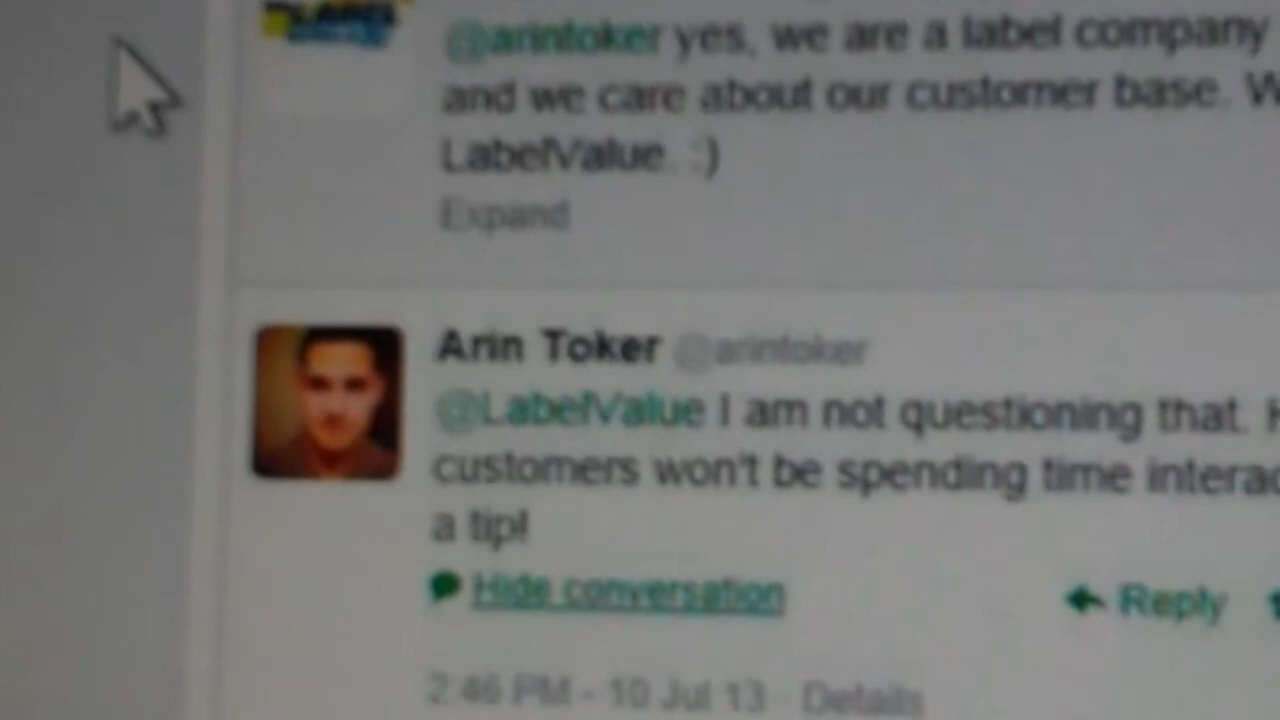 @arintoker yes, we are a label company
and we care about our customer base.
LabelValue. :)
Expand
Arin Toker @arintoker
@LabelValue I am not questioning that.
customers won't be spending time
a tip!
Hide conversation
Reply
2:46 PM - 10 Jul 13 · Details